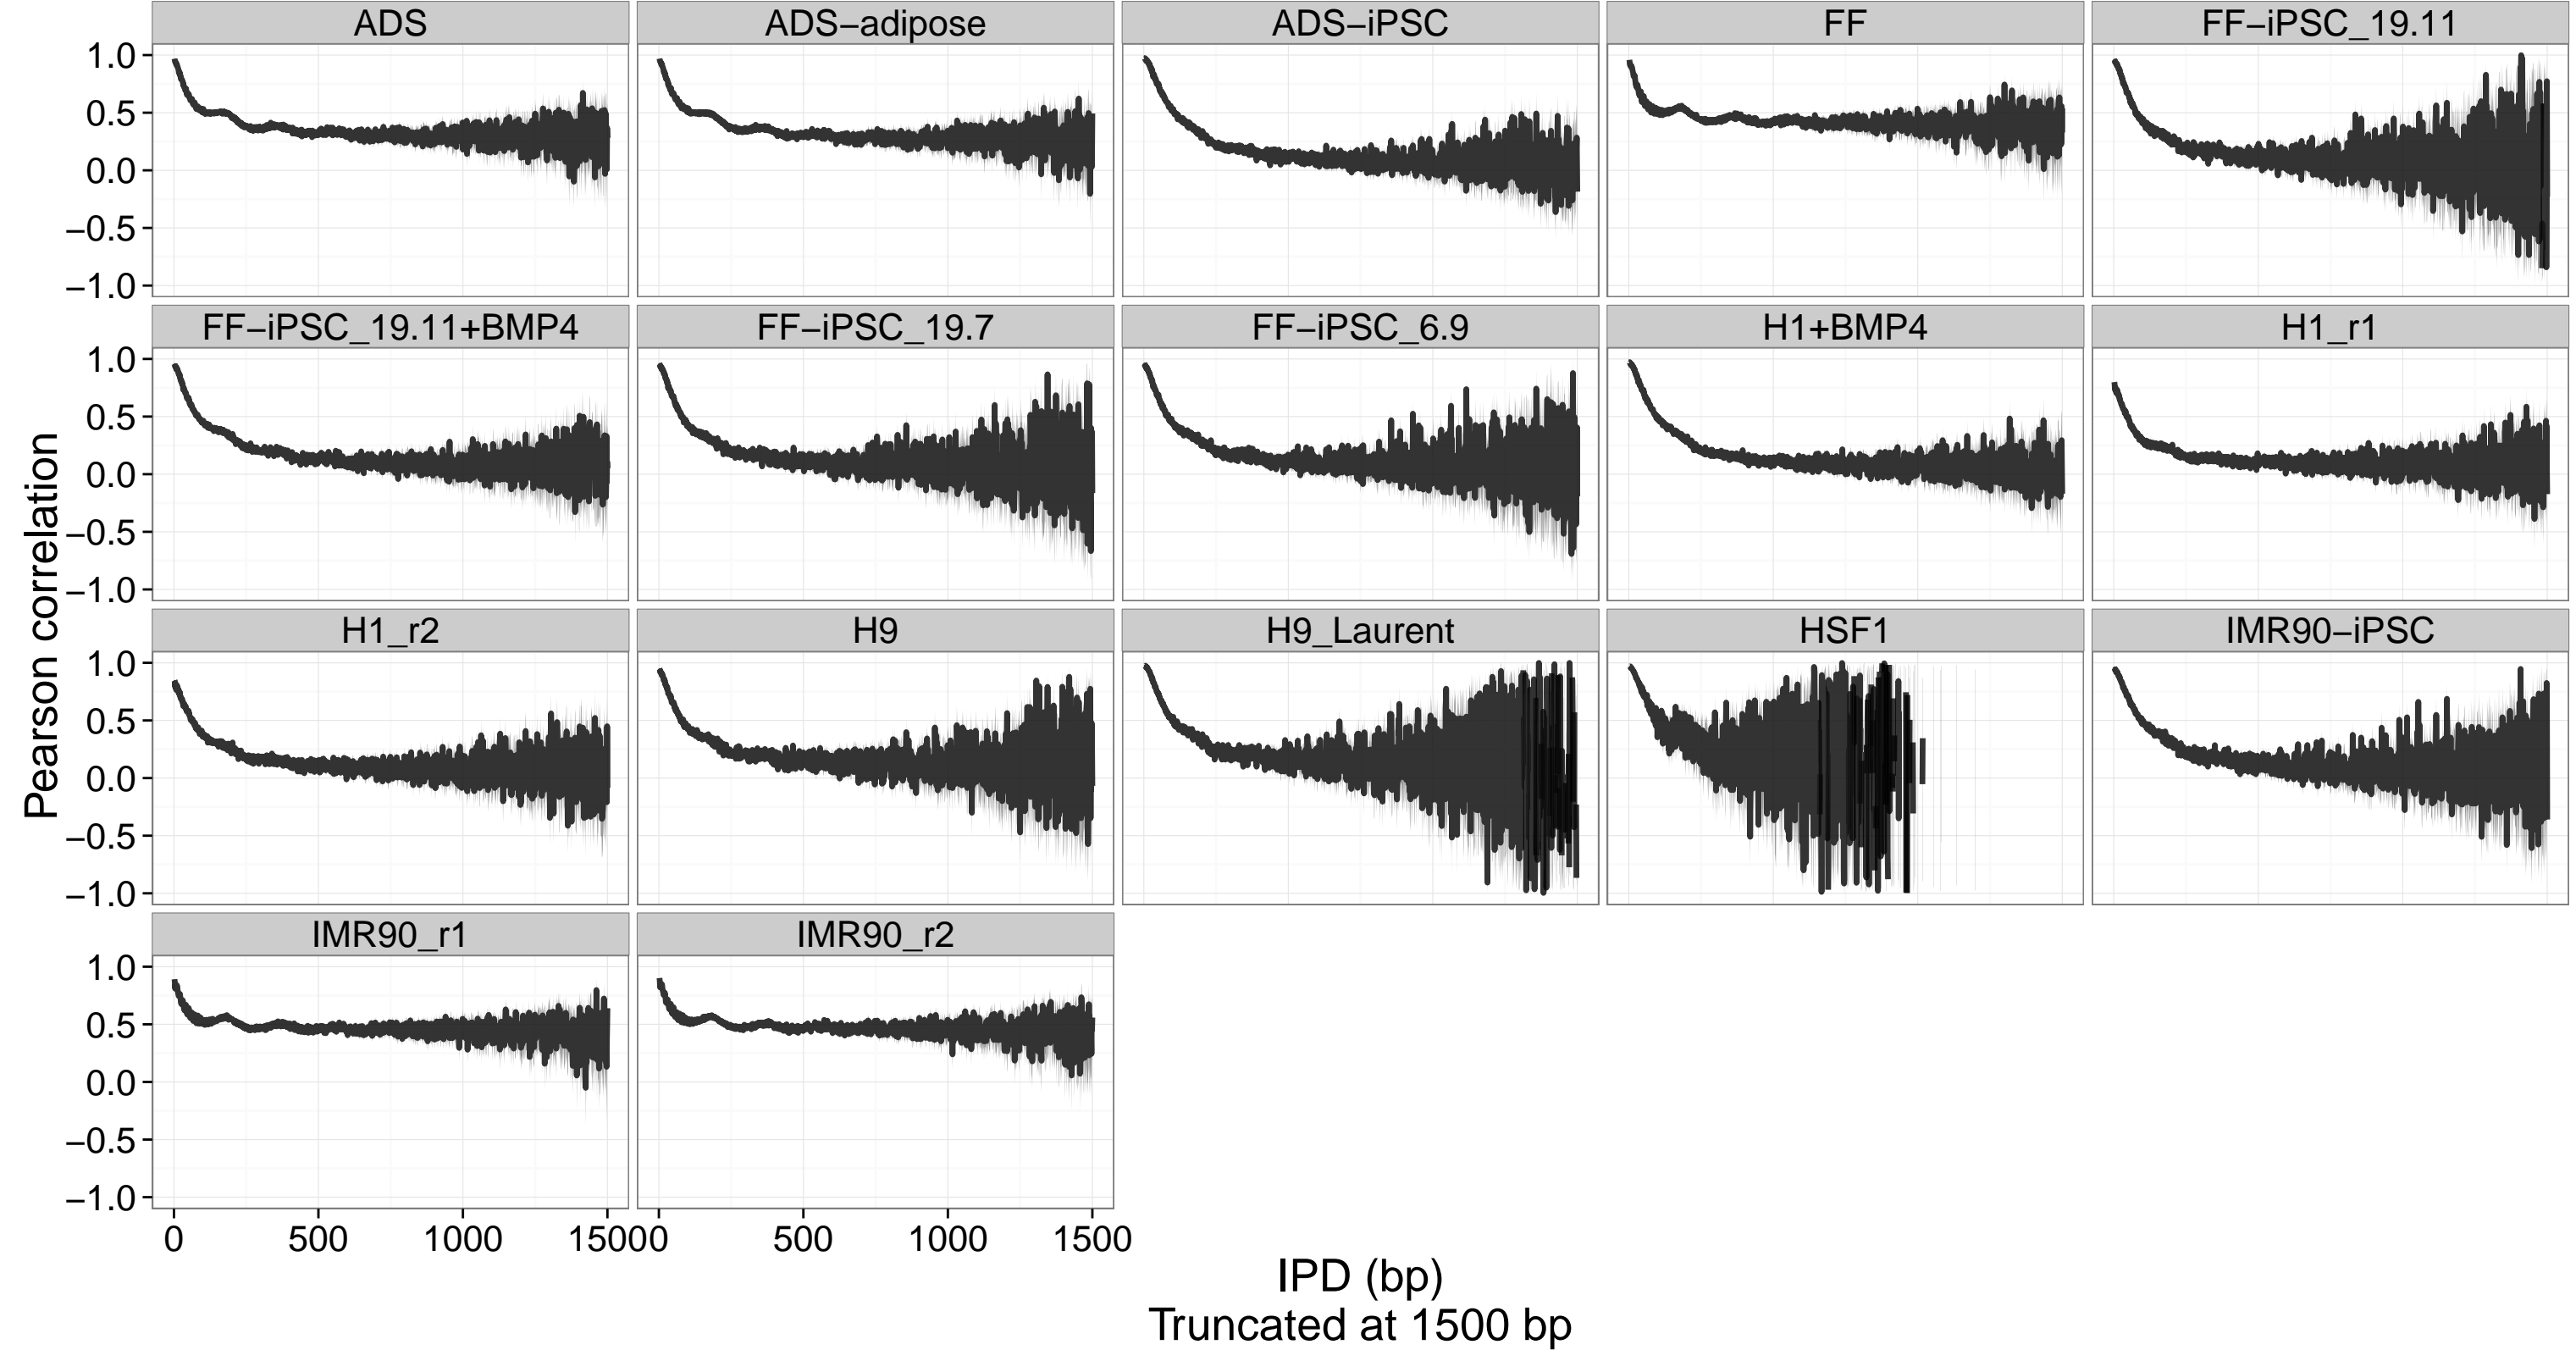 ADS ADS−adipose ADS−iPSC FF FF−iPSC_19.11
1.0
0.5
0.0
−0.5
−1.0
FF−iPSC_19.11+BMP4 FF−iPSC_19.7 FF−iPSC_6.9 H1+BMP4 H1_r1
1.0
0.5
0.0
−0.5
−1.0
H1_r2 H9 H9_Laurent HSF1 IMR90−iPSC
1.0
0.5
0.0
−0.5
−1.0
IMR90_r1 IMR90_r2
1.0
0.5
0.0
−0.5
−1.0
0 500 1000 1500 0 500 1000 1500
Pearson correlation
IPD (bp)
Truncated at 1500 bp